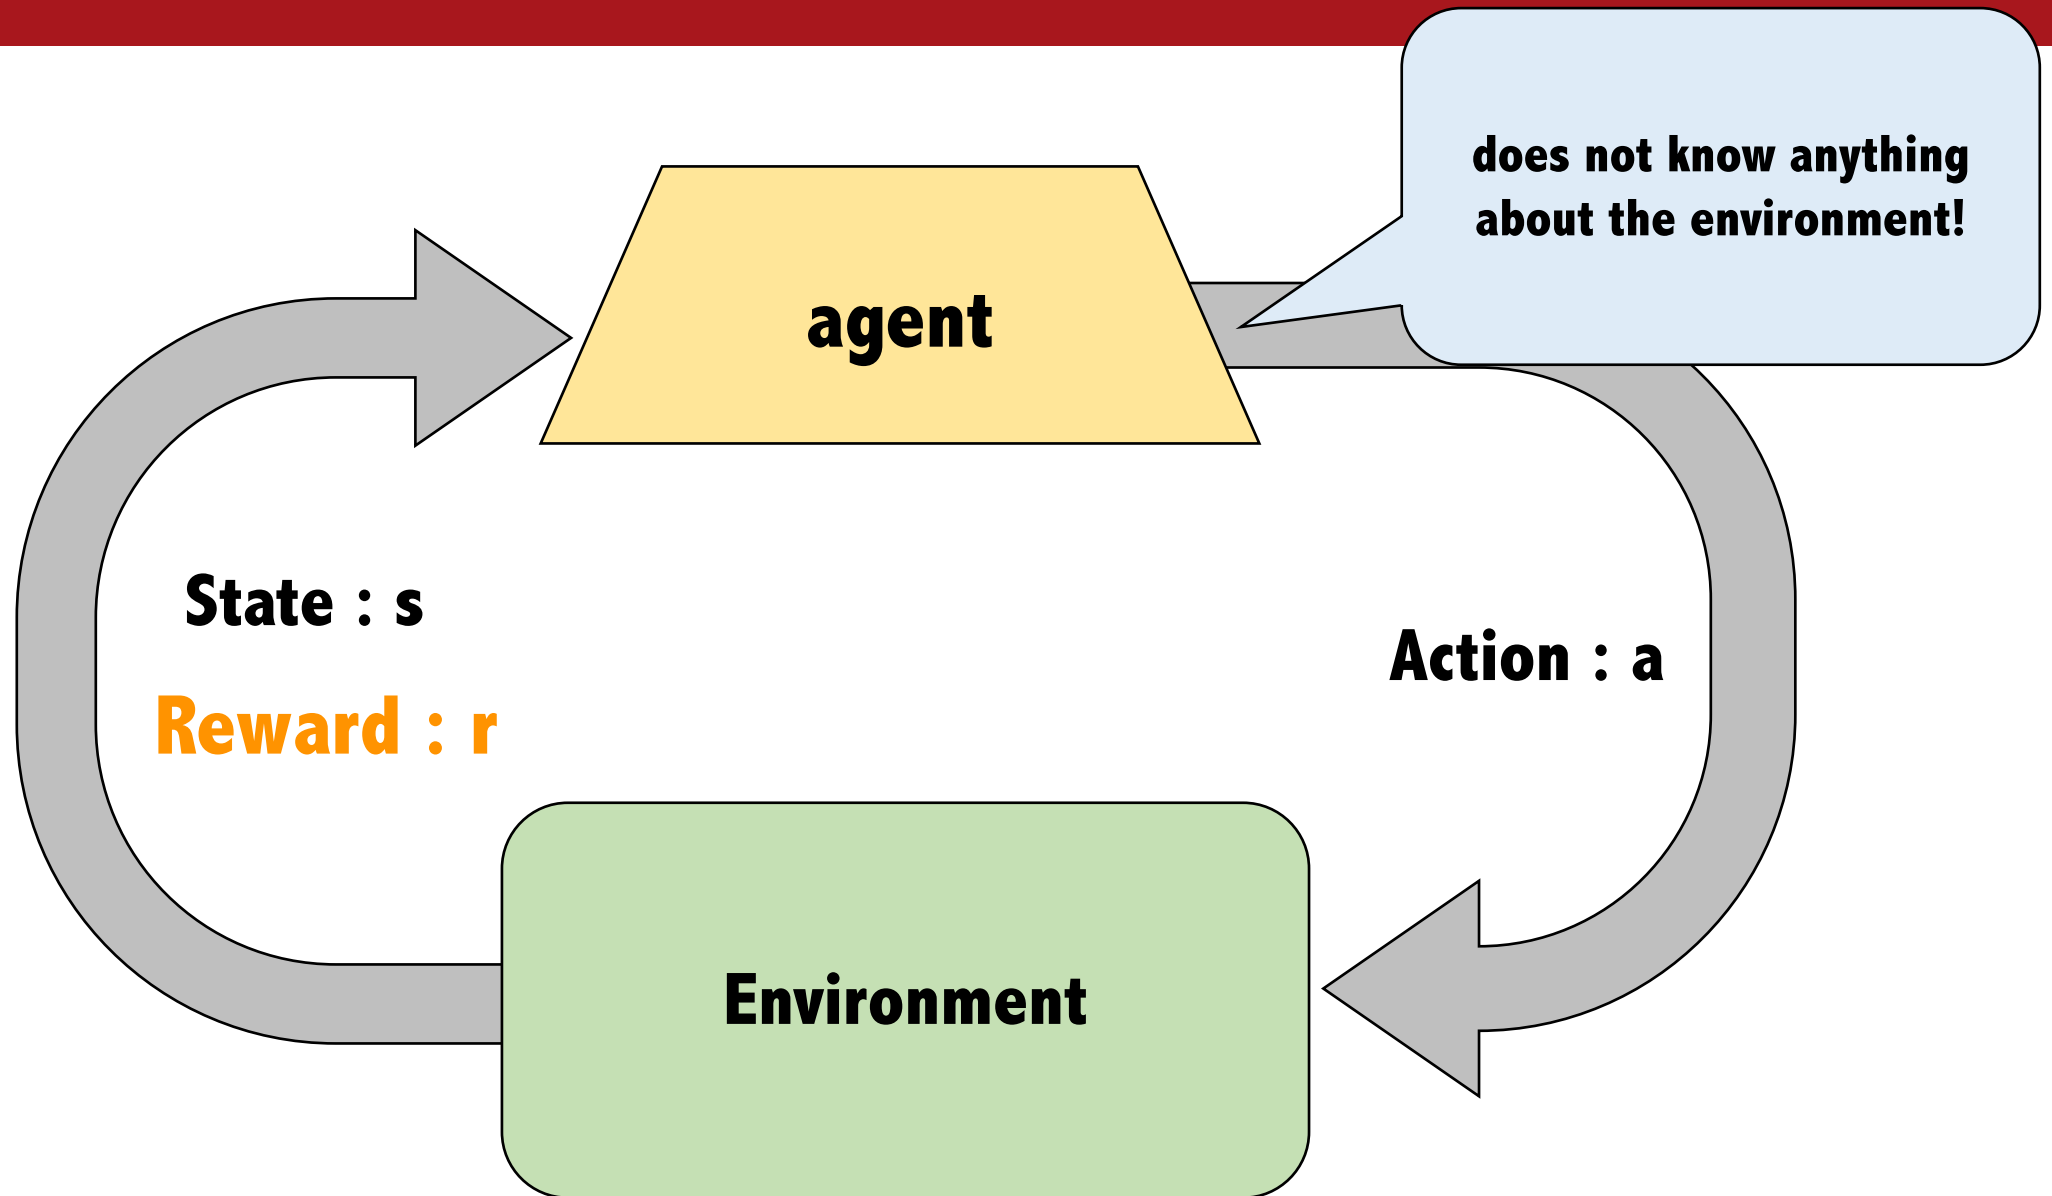 does not know anything
about the environment!
agent
State : s
Reward : r
Action : a
Environment